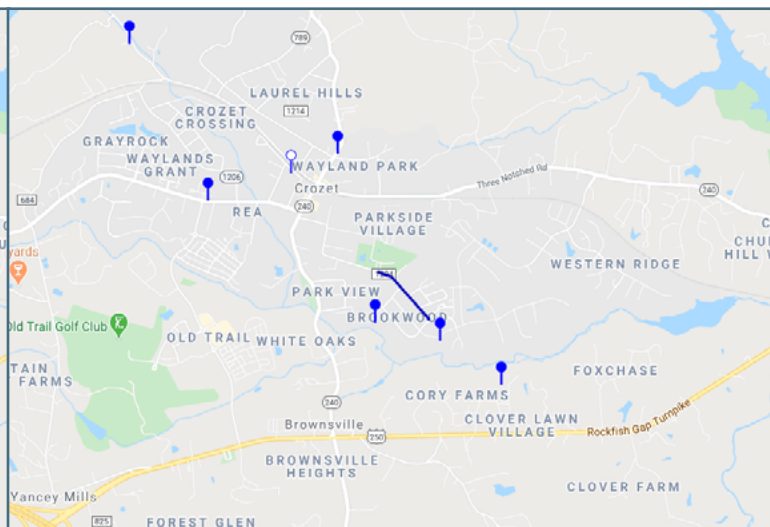 789
LAUREL HILLS
1214
CROZET
CROSSING
GRAYROCK
WAYLANDS
GRANT
WAYLAND PARK
1206
Crozet
Three Notched Rd
240
684
REA
240
PARKSIDE
VILLAGE
WESTERN RIDGE
PARK VIEW
BROOKWOOD
Old Trail Golf Club
OLD TRAIL
WHITE OAKS
FOXCHASE
CORY FARMS
240
CLOVER LAWN
VILLAGE
Rockfish Gap Turnpike
Brownsville
250
BROWNSVILLE
HEIGHTS
CLOVER FARM
Yancey Mills
825
FOREST GLEN
FARMS
HILL